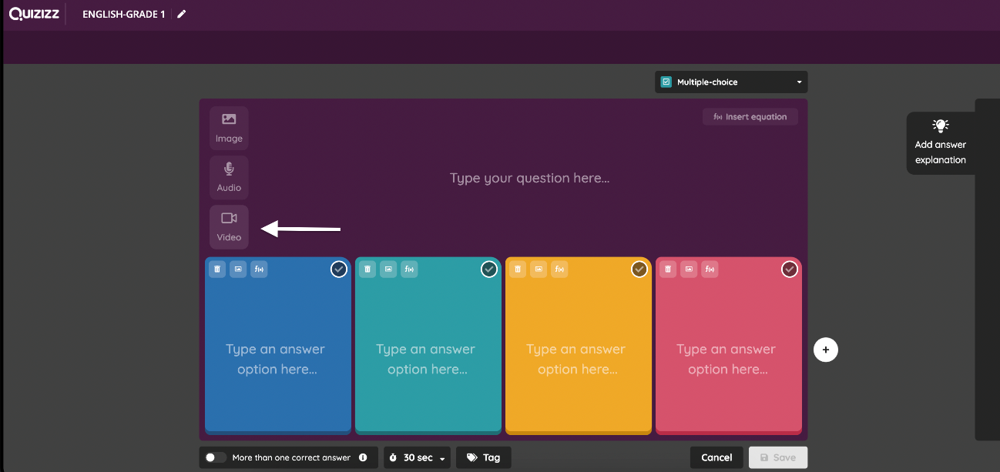 Quizizz
ENGLISH-GRADE 1
Multiple-choice
Image
f(x) Insert equation
Add answer
explanation
Audio
Type your question here...
Video
f(x)
f(x)
f(x)
f(x)
Type an answer
option here...
Type an answer
option here...
Type an answer
option here...
Type an answer
option here...
+
More than one correct answer
30 sec
Tag
Cancel
Save